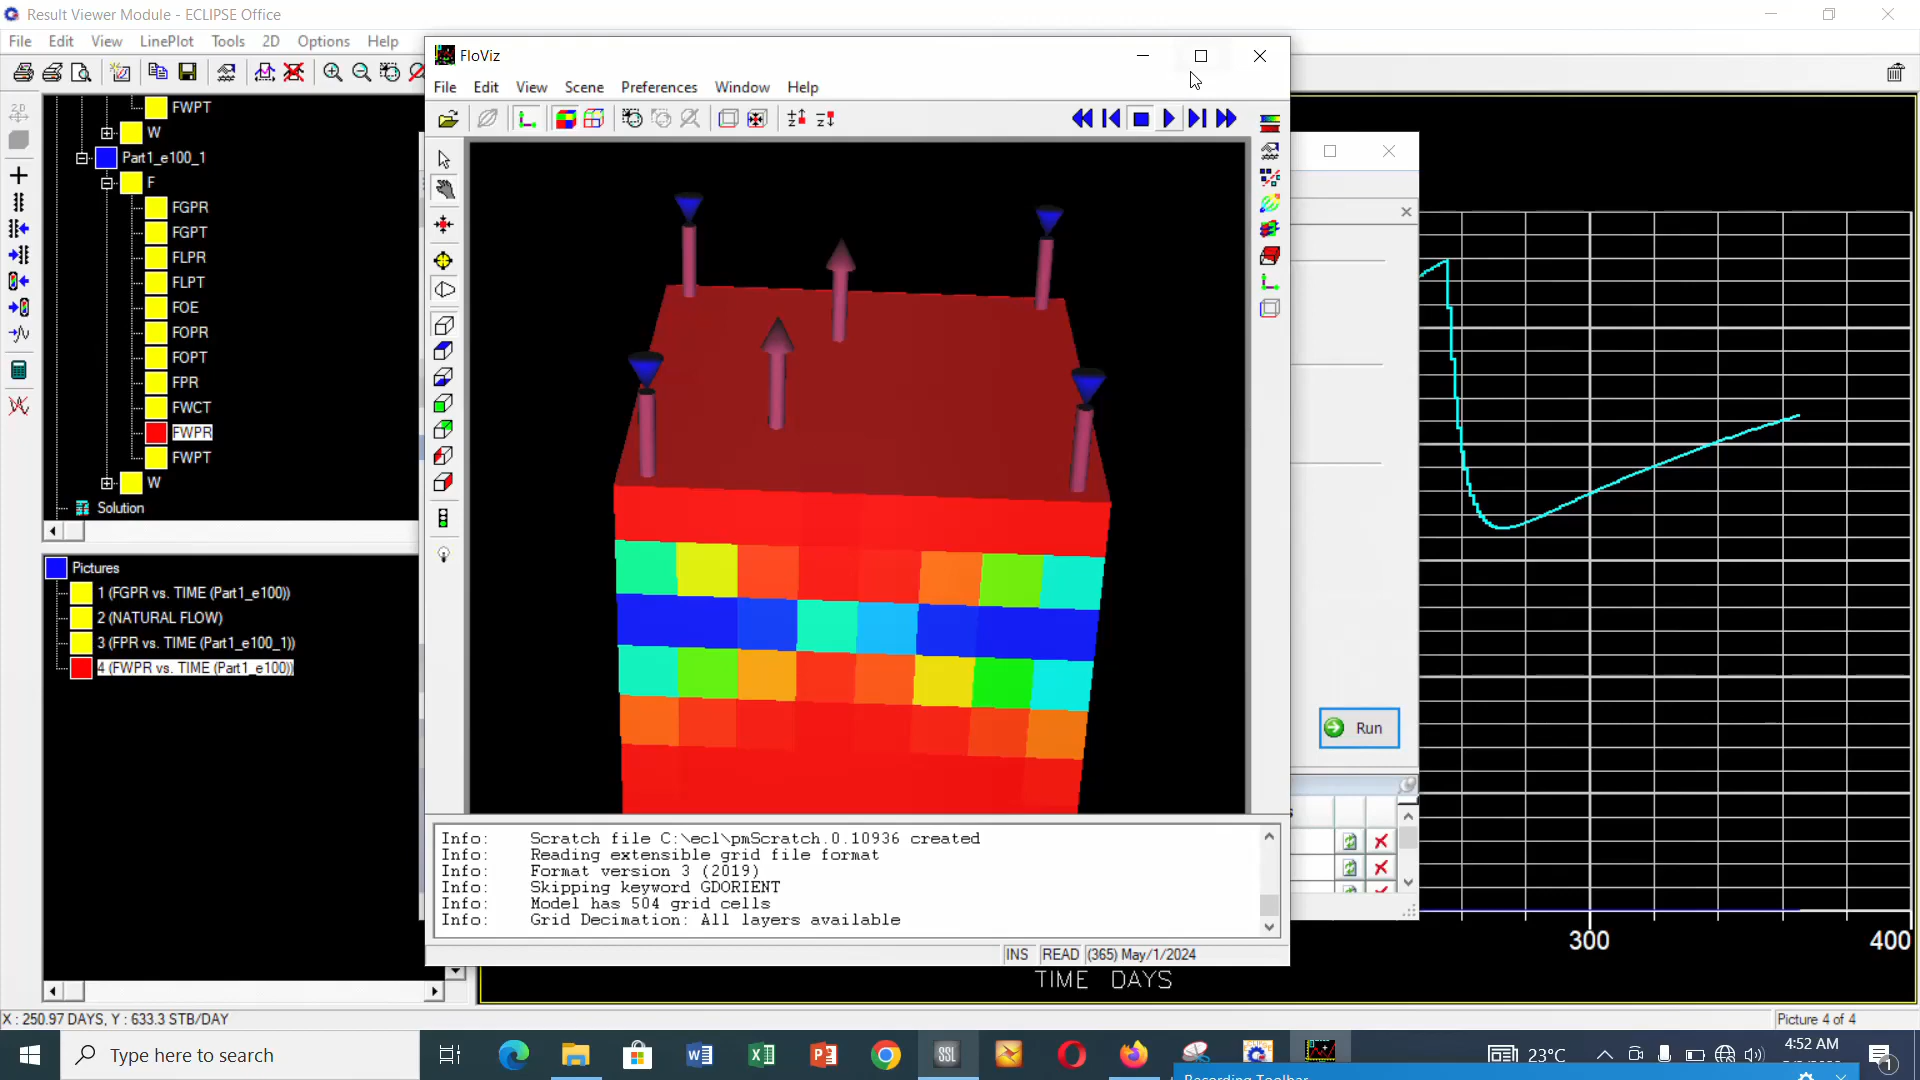 Result Viewer Module - ECLIPSE Office
File Edit View LinePlot Tools 2D Options Help
FWPT
W
Part1_e100_1
F
FGPR
FGPT
FLPR
FLPT
FOE
FOPR
FOPT
FPR
FWCT
FWPR
FWPT
W
Solution
Pictures
1 (FGPR vs. TIME (Part1_e100))
2 (NATURAL FLOW)
3 (FPR vs. TIME (Part1_e100_1))
4 (FWPR vs. TIME (Part1_e100))
FloViz
File Edit View Scene Preferences Window Help
Info: Scratch file C:\ecl\pmScratch.0.10936 created
Info: Reading extensible grid file format
Info: Format version 3 (2019)
Info: Skipping keyword GDORIENT
Info: Model has 504 grid cells
Info: Grid Decimation: All layers available
INS READ (365) May/1/2024
Run
300 400
TIME DAYS
X : 250.97 DAYS, Y : 633.3 STB/DAY
Picture 4 of 4
Type here to search
SSL
23°C
4:52 AM
1
Recording Toolbar